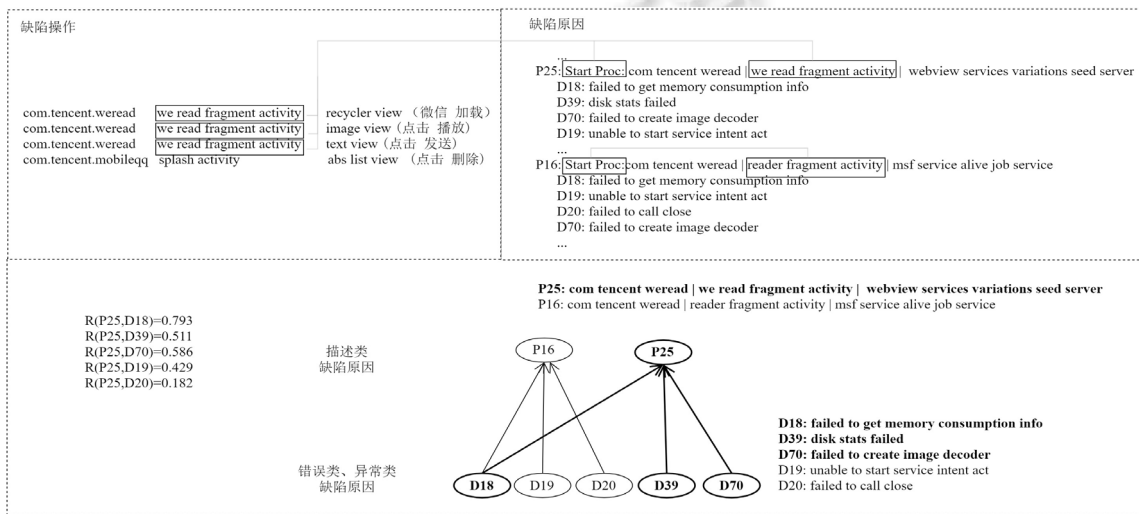 缺陷操作
com.tencent.weread we read fragment activity recycler view （微信 加载）
com.tencent.weread we read fragment activity image view (点击 播放)
com.tencent.weread we read fragment activity text view (点击 发送)
com.tencent.mobileqq splash activity abs list view （点击 删除）
缺陷原因
...
P25: Start Proc: com tencent weread | we read fragment activity | webview services variations seed server
D18: failed to get memory consumption info
D39: disk stats failed
D70: failed to create image decoder
D19: unable to start service intent act
...
P16: Start Proc: com tencent weread | reader fragment activity | msf service alive job service
D18: failed to get memory consumption info
D19: unable to start service intent act
D20: failed to call close
D70: failed to create image decoder
...
P25: com tencent weread | we read fragment activity | webview services variations seed server
P16: com tencent weread | reader fragment activity | msf service alive job service
R(P25,D18)=0.793
R(P25,D39)=0.511
R(P25,D70)=0.586
R(P25,D19)=0.429
R(P25,D20)=0.182
描述类
缺陷原因
P16 P25
错误类、异常类
缺陷原因
D18 D19 D20 D39 D70
D18: failed to get memory consumption info
D39: disk stats failed
D70: failed to create image decoder
D19: unable to start service intent act
D20: failed to call close